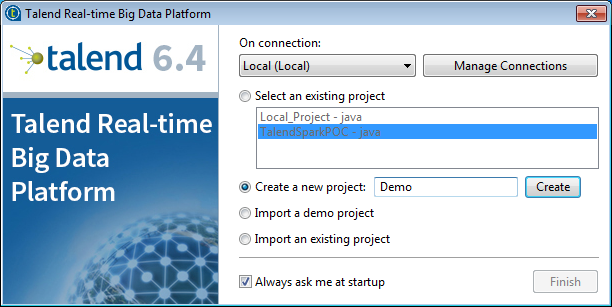 Talend Real-time Big Data Platform
talend 6.4
Talend Real-time
Big Data
Platform
On connection:
Local (Local)
Manage Connections
Select an existing project
Local_Project - java
TalendSparkPOC - java
Create a new project:
Demo
Create
Import a demo project
Import an existing project
Always ask me at startup
Finish